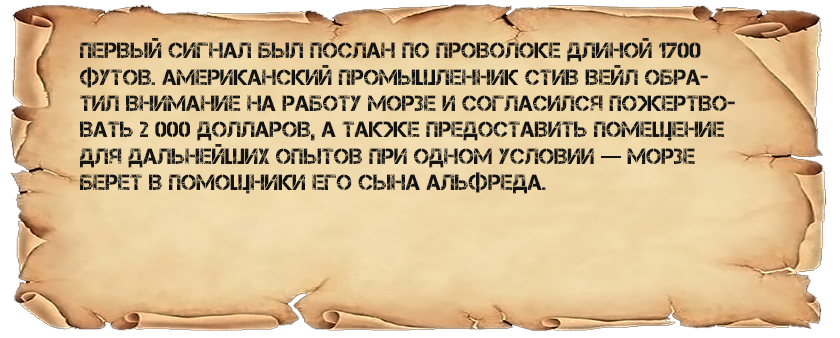 ПЕРВЫЙ СИГНАЛ БЫЛ ПОСЛАН ПО ПРОВОЛОКЕ ДЛИНОЙ 1700
ФУТОВ. АМЕРИКАНСКИЙ ПРОМЫШЛЕННИК СТИВ ВЕЙЛ ОБРА-
ТИЛ ВНИМАНИЕ НА РАБОТУ МОРЗЕ И СОГЛАСИЛСЯ ПОЖЕРТВО-
ВАТЬ 2 000 ДОЛЛАРОВ, А ТАКЖЕ ПРЕДОСТАВИТЬ ПОМЕЩЕНИЕ
ДЛЯ ДАЛЬНЕЙШИХ ОПЫТОВ ПРИ ОДНОМ УСЛОВИИ — МОРЗЕ
БЕРЕТ В ПОМОЩНИКИ ЕГО СЫНА АЛЬФРЕДА.